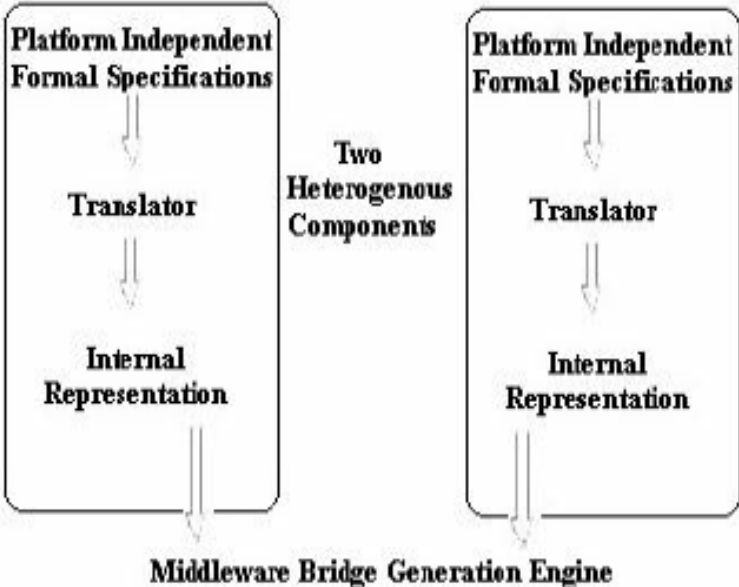 Platform Independent
Formal Specifications
Translator
Internal
Representation
Two
Heterogenous
Components
Platform Independent
Formal Specifications
Translator
Internal
Representation
Middleware Bridge Generation Engine